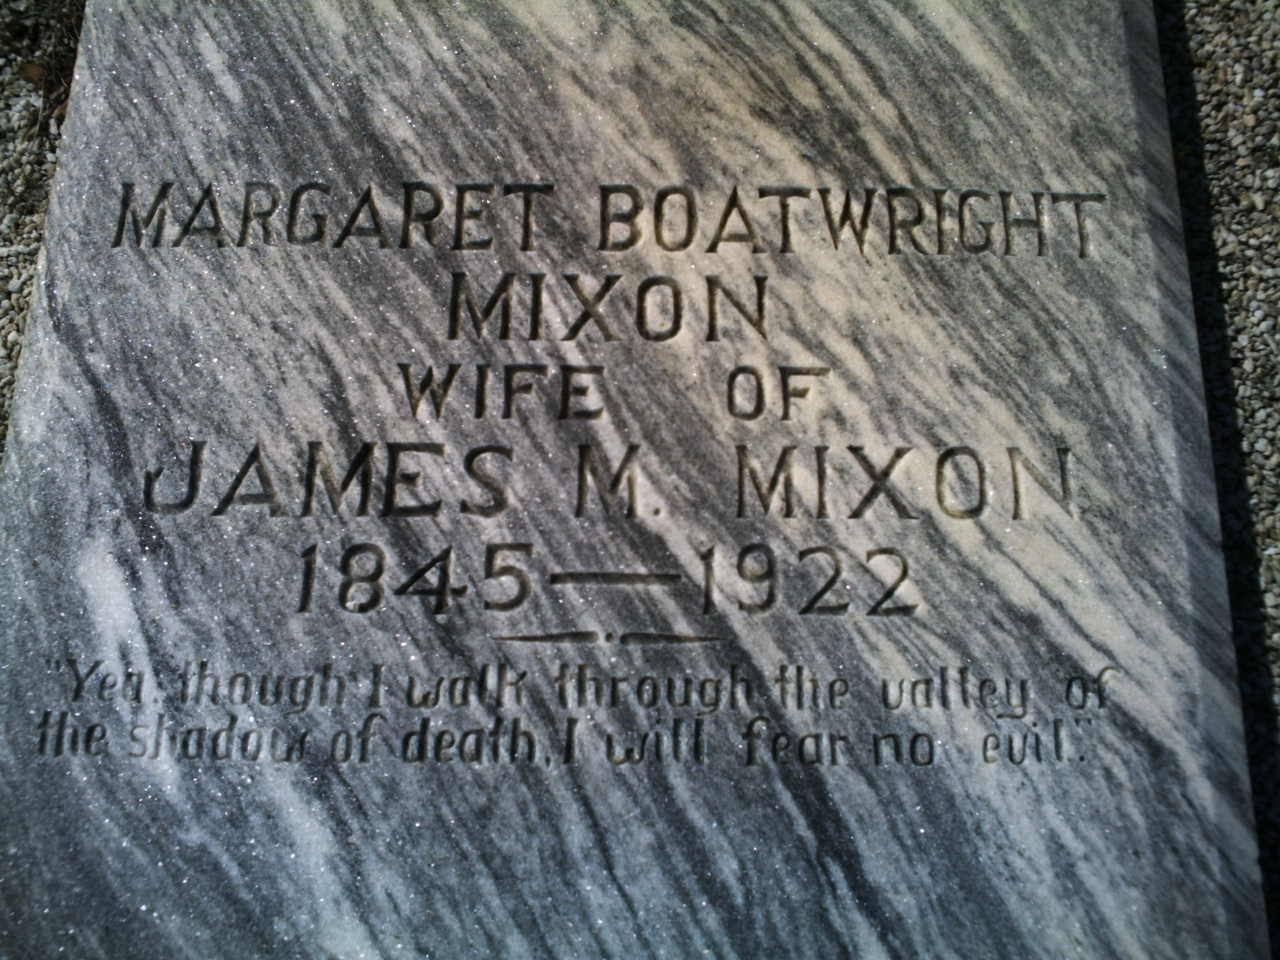 MARGARET BOATWRIGHT
MIXON
WIFE OF
JAMES M. MIXON
1845—1922
"Yea, though I walk through the valley of
the shadow of death, I will fear no evil."